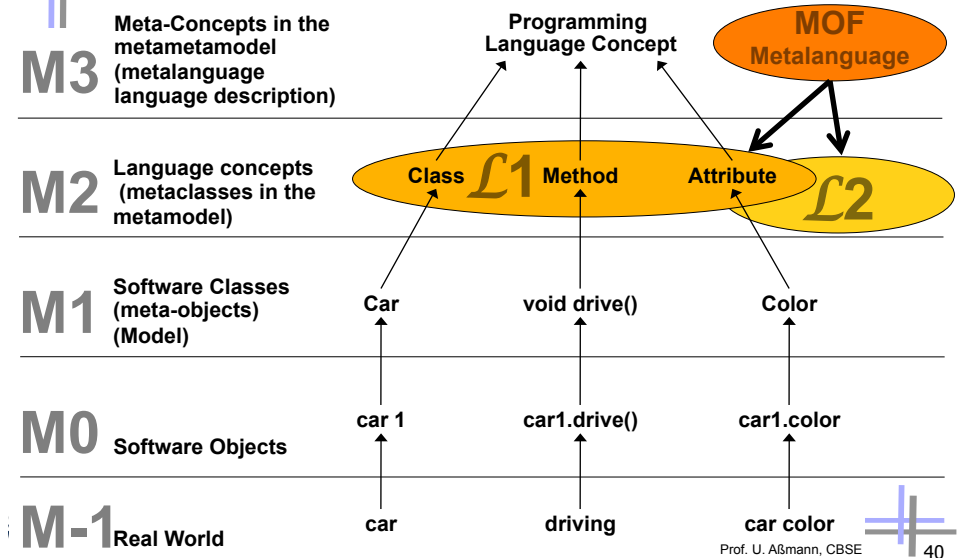 M3
Meta-Concepts in the
metametamodel
(metalanguage
language description)
Programming
Language Concept
MOF
Metalanguage
M2
Language concepts
(metaclasses in the
metamodel)
Class
ℒ1
Method
Attribute
ℒ2
M1
Software Classes
(meta-objects)
(Model)
Car
void drive()
Color
M0
Software Objects
car 1
car1.drive()
car1.color
M-1
Real World
car
driving
car color
Prof. U. Aßmann, CBSE
40